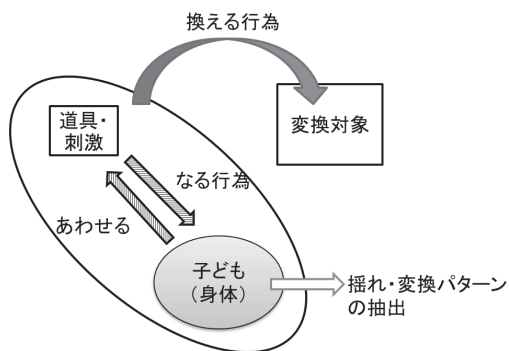 換える行為
道具・
刺激
変換対象
なる行為
あわせる
子ども
(身体)
揺れ・変換パターン
の抽出